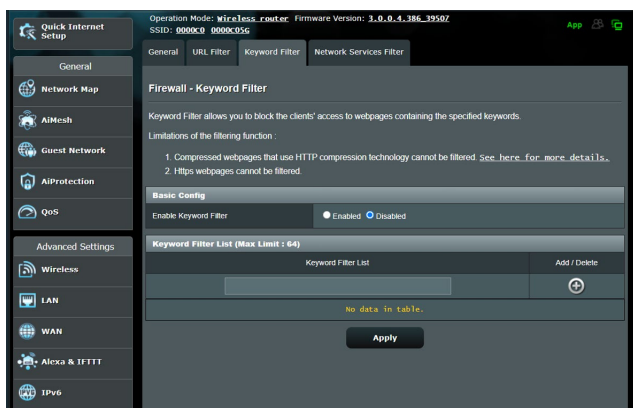 Quick Internet
Setup
Operation Mode: Wireless router Firmware Version: 3.0.0.4.386_39507
SSID: 0000C0 0000C05G
App
General
URL Filter
Keyword Filter
Network Services Filter
General
Network Map
AiMesh
Guest Network
AiProtection
QoS
Advanced Settings
Wireless
LAN
WAN
Alexa & IFTTT
IPv6
Firewall - Keyword Filter
Keyword Filter allows you to block the clients' access to webpages containing the specified keywords.
Limitations of the filtering function :
1. Compressed webpages that use HTTP compression technology cannot be filtered. See here for more details.
2. Https webpages cannot be filtered.
Basic Config
Enable Keyword Filter
Enabled Disabled
Keyword Filter List (Max Limit : 64)
Keyword Filter List
Add / Delete
No data in table.
Apply